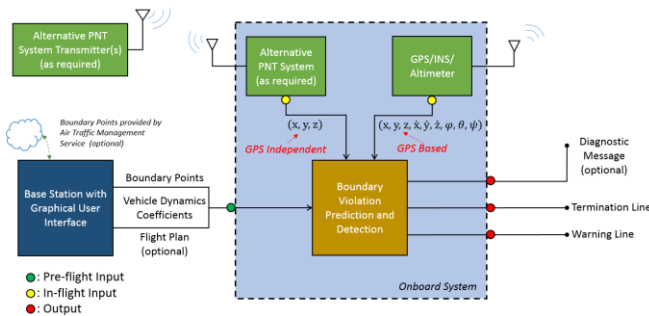 Alternative PNT
System Transmitter(s)
(as required)
Alternative
PNT System
(as required)
GPS/INS/
Altimeter
Boundary Points provided by
Air Traffic Management
Service (optional)
(x, y, z)
(x, y, z, ẋ, ẏ, ż, φ, θ, ψ)
GPS Independent
GPS Based
Diagnostic
Message
(optional)
Base Station with
Graphical User
Interface
Boundary Points
Vehicle Dynamics
Coefficients
Flight Plan
(optional)
Boundary
Violation
Prediction and
Detection
Termination Line
Warning Line
: Pre-flight Input
: In-flight Input
: Output
Onboard System